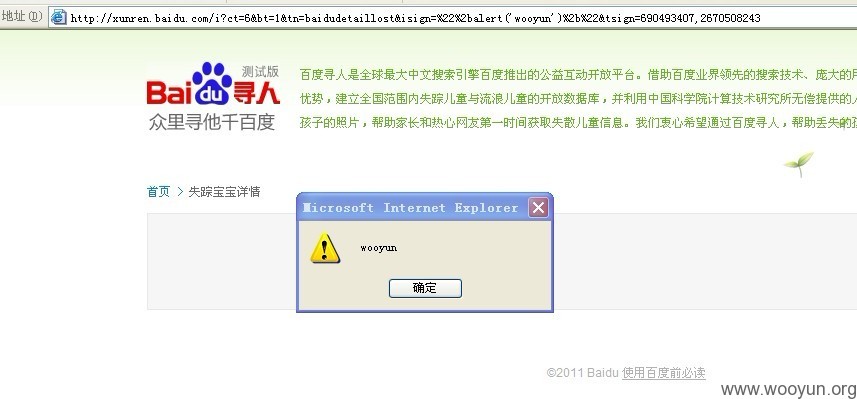 地址(D)
http://xunren.baidu.com/i?ct=6&bt=1&tn=baidudetaillost&isign=%22%2balert('wooyun')%2b%22&tsign=690493407,2670508243
测试版
Baidu寻人
众里寻他千百度
百度寻人是全球最大中文搜索引擎百度推出的公益互动开放平台。借助百度业界领先的搜索技术、庞大的用
优势，建立全国范围内失踪儿童与流浪儿童的开放数据库，并利用中国科学院计算技术研究所无偿提供的人
孩子的照片，帮助家长和热心网友第一时间获取失散儿童信息。我们衷心希望通过百度寻人，帮助丢失的孩
首页 > 失踪宝宝详情
Microsoft Internet Explorer
wooyun
确定
©2011 Baidu 使用百度前必读
www.wooyun.org